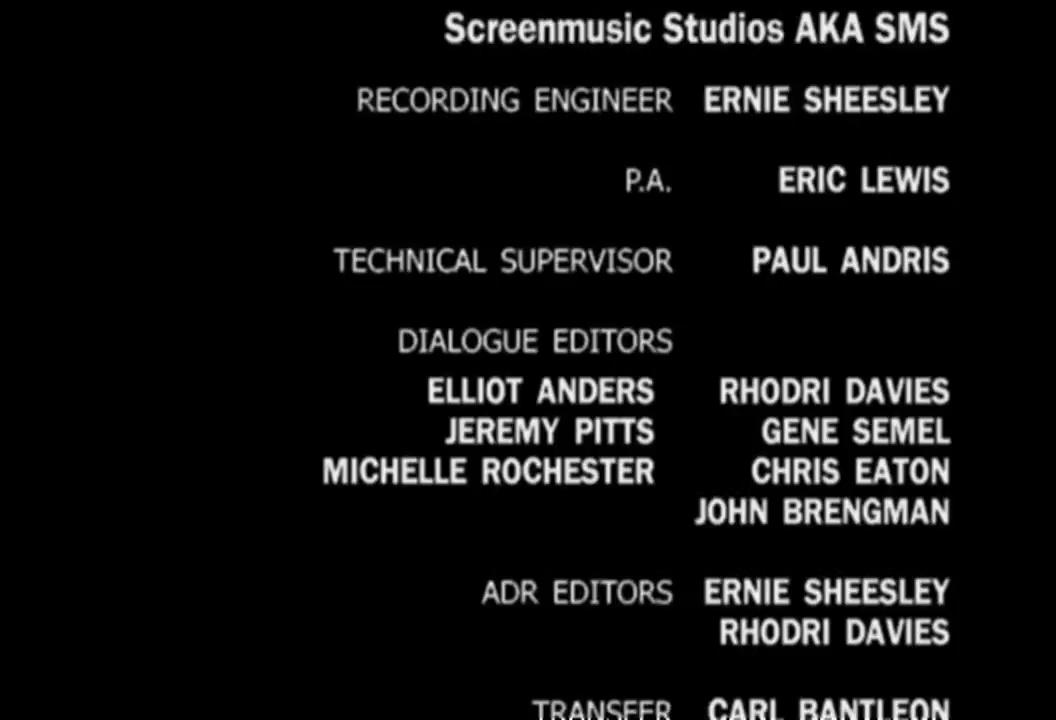 Screenmusic Studios AKA SMS
RECORDING ENGINEER ERNIE SHEESLEY
P.A. ERIC LEWIS
TECHNICAL SUPERVISOR PAUL ANDRIS
DIALOGUE EDITORS
ELLIOT ANDERS RHODRI DAVIES
JEREMY PITTS GENE SEMEL
MICHELLE ROCHESTER CHRIS EATON
JOHN BRENGMAN
ADR EDITORS ERNIE SHEESLEY
RHODRI DAVIES
TRANSFER CARL BANTLEON